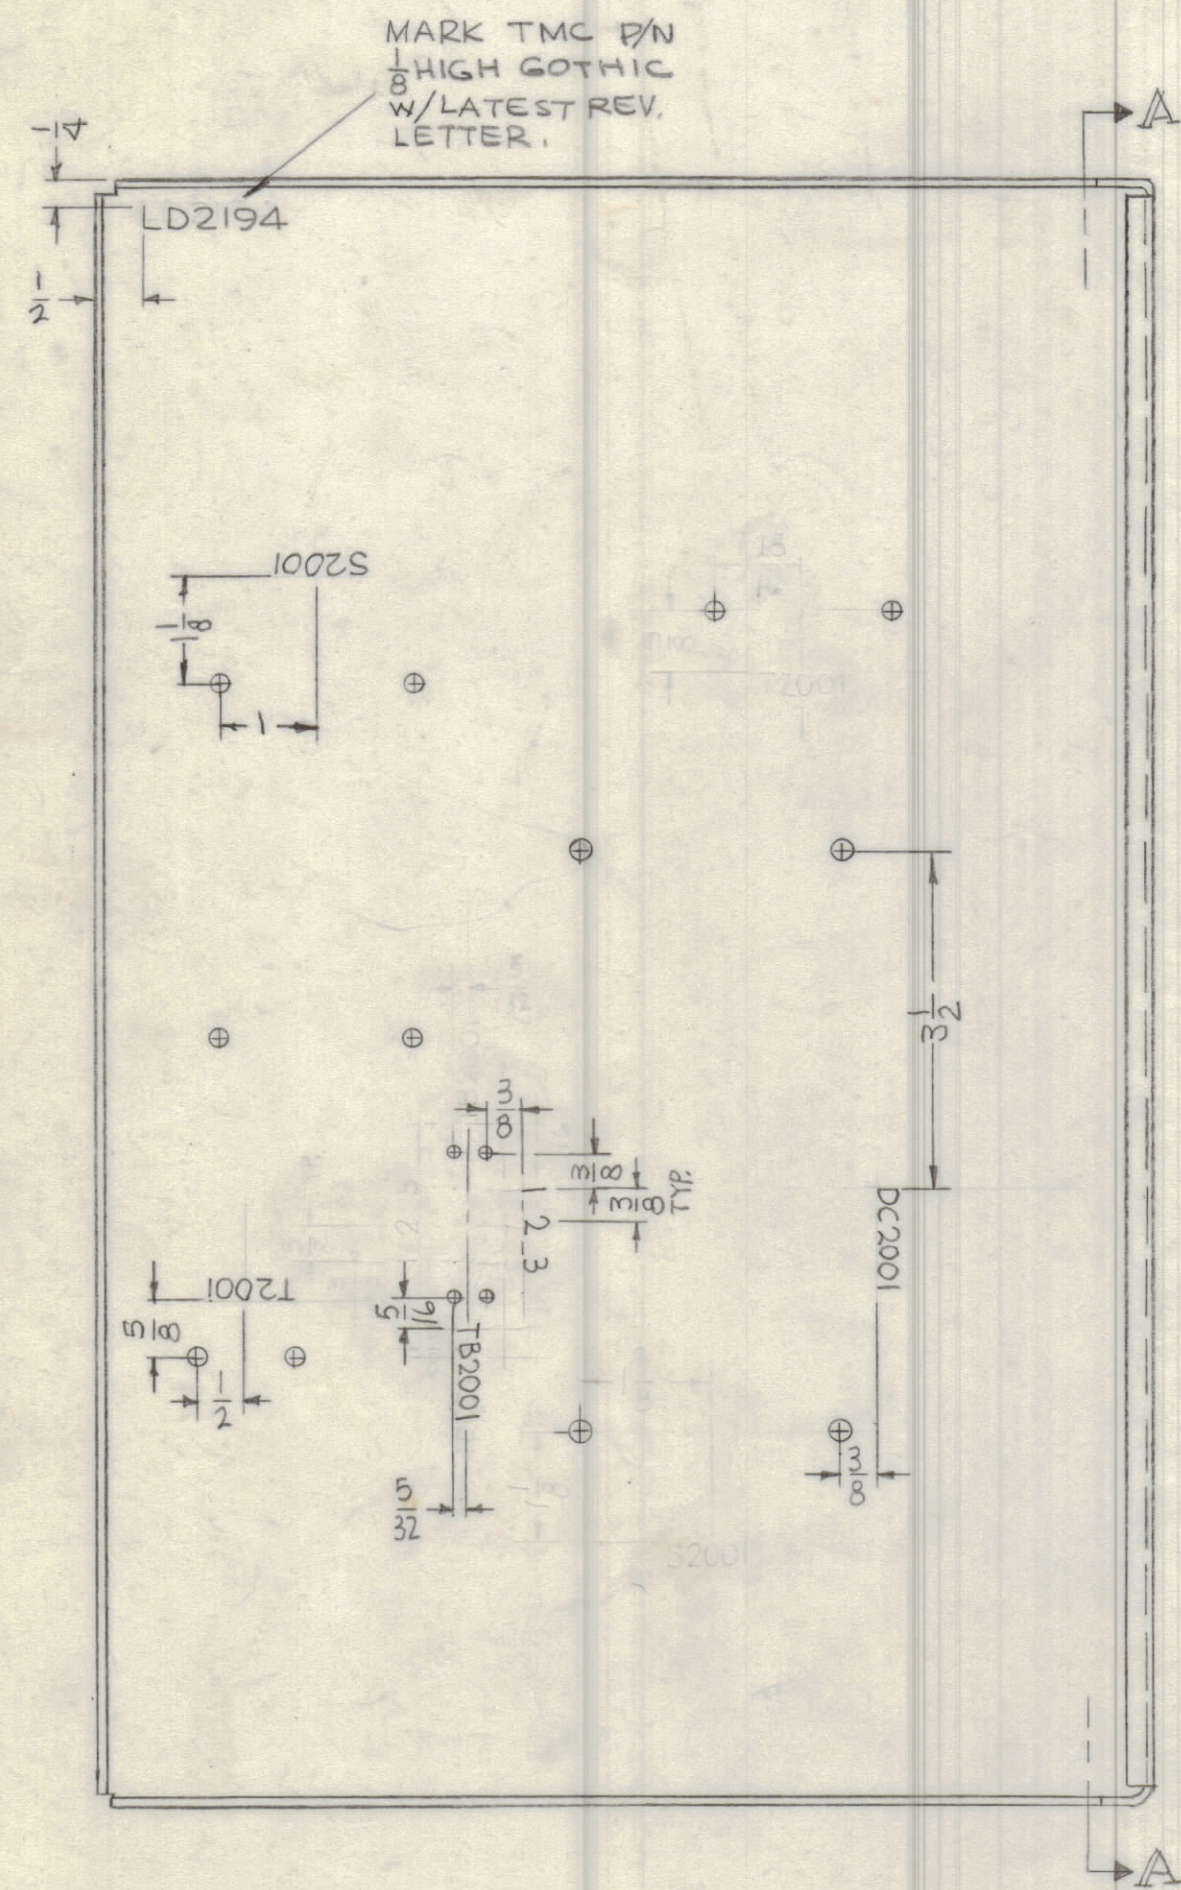 MARK TMC P/N
1/8 HIGH GOTHIC
W/LATEST REV.
LETTER.
A
1/4
LD2194
1/2
S2001
1 1/8
1
15
T2001
3 1/2
3/8
3/8
3/8
TYP.
1 2 3
DC2001
T2001
5/8
1/2
5/16
TB2001
5/32
3/8
S2001
A